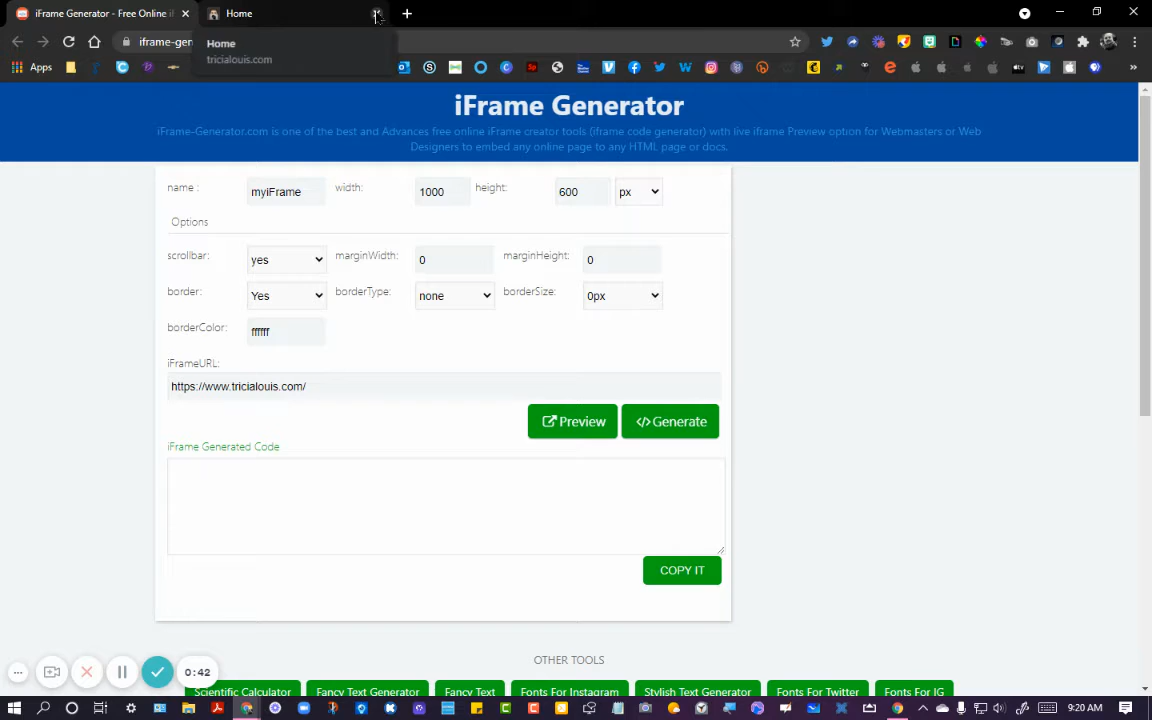 iFrame Generator - Free Online if
Home
iframe-gen
Home
tricialouis.com
Apps
iFrame Generator
iFrame-Generator.com is one of the best and Advances free online iFrame creator tools (iframe code generator) with live iframe Preview option for Webmasters or Web
Designers to embed any online page to any HTML page or docs.
name :
myiFrame
width:
1000
height:
600
px
Options
scrollbar:
yes
marginWidth:
0
marginHeight:
0
border:
Yes
borderType:
none
borderSize:
0px
borderColor:
ffffff
iFrameURL:
https://www.tricialouis.com/
Preview
</>Generate
iFrame Generated Code
COPY IT
OTHER TOOLS
Scientific Calculator
Fancy Text Generator
Fancy Text
Fonts For Instagram
Stylish Text Generator
Fonts For Twitter
Fonts For IG
0:42
9:20 AM